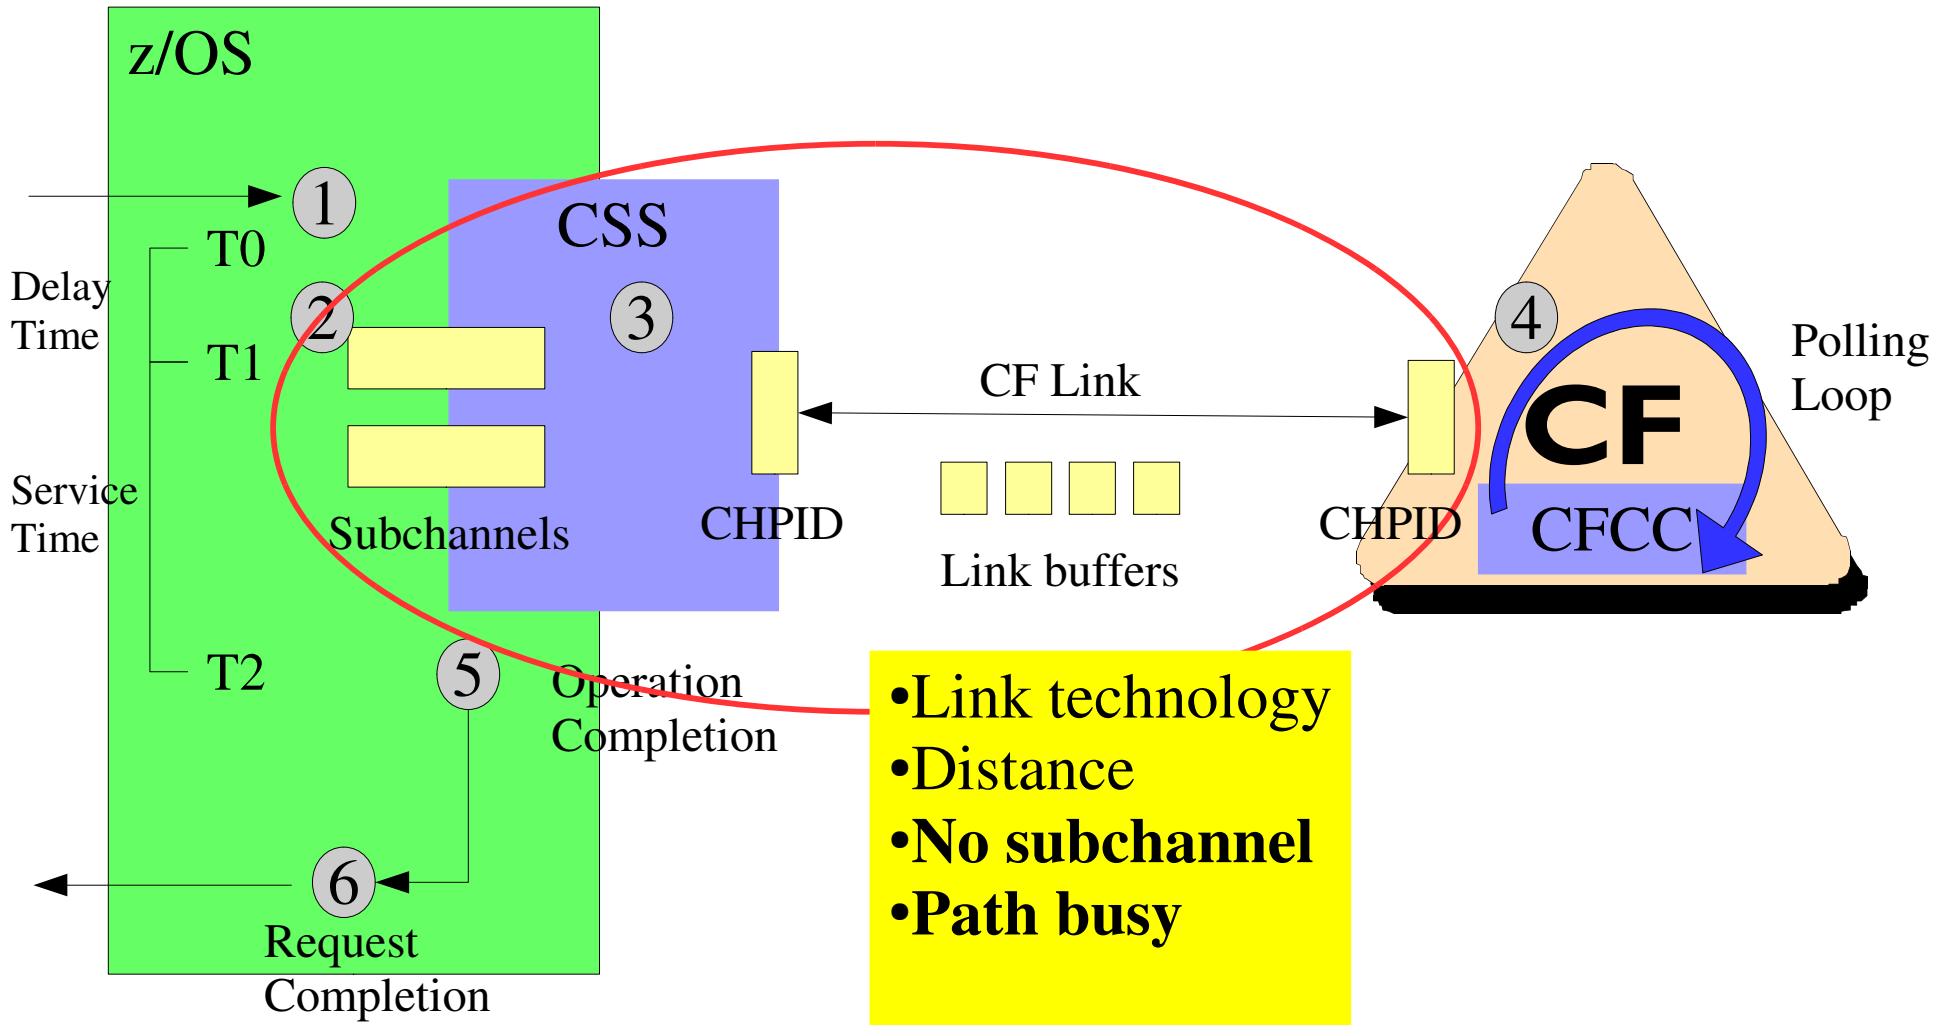 z/OS
1
T0
Delay
Time
2
T1
Service
Time
T2
CSS
3
Subchannels
CHPID
CF Link
Link buffers
CHPID
4
CF
CFCC
Polling
Loop
5
Operation
Completion
6
Request
Completion
•Link technology
•Distance
•No subchannel
•Path busy